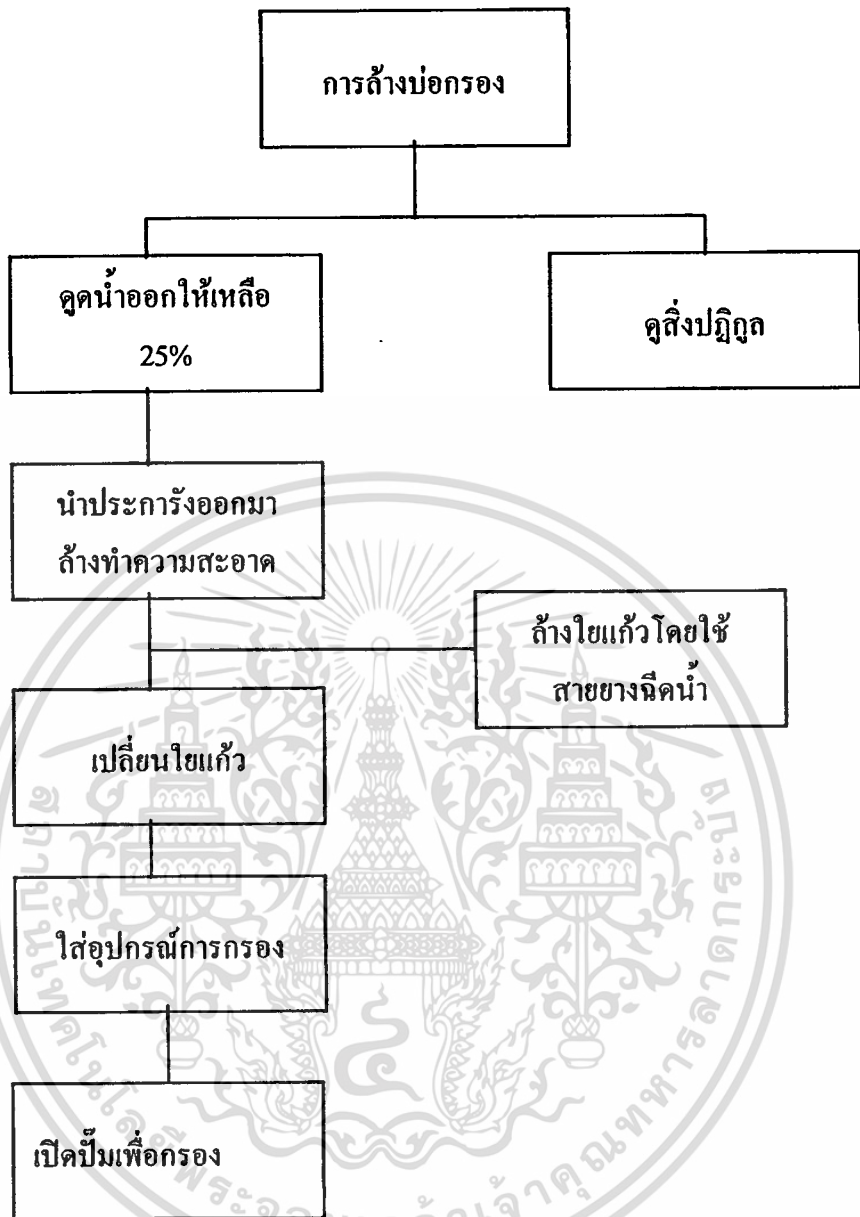 การล้างบ่อกรอง
ดูดน้ำออกให้เหลือ
25%
ดูสิ่งปฏิกูล
นำประการังออกมา
ล้างทำความสะอาด
ล้างใยแก้วโดยใช้
สายยางฉีดน้ำ
เปลี่ยนใยแก้ว
ใส่อุปกรณ์การกรอง
เปิดปั๊มเพื่อกรอง